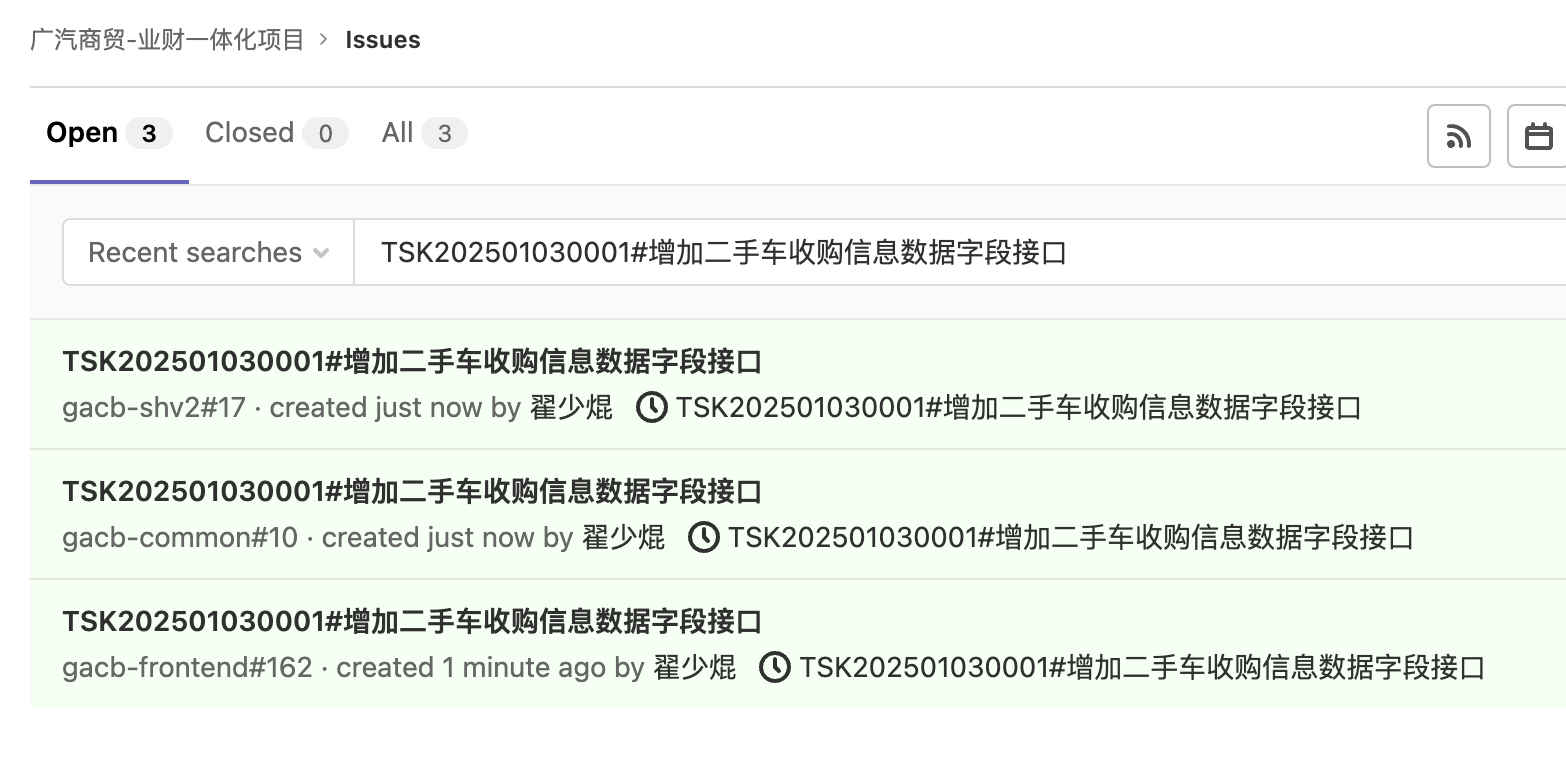 广汽商贸-业财一体化项目 > Issues
Open 3 Closed 0 All 3
Recent searches TSK202501030001#增加二手车收购信息数据字段接口
TSK202501030001#增加二手车收购信息数据字段接口
gacb-shv2#17 · created just now by 翟少焜 TSK202501030001#增加二手车收购信息数据字段接口
TSK202501030001#增加二手车收购信息数据字段接口
gacb-common#10 · created just now by 翟少焜 TSK202501030001#增加二手车收购信息数据字段接口
TSK202501030001#增加二手车收购信息数据字段接口
gacb-frontend#162 · created 1 minute ago by 翟少焜 TSK202501030001#增加二手车收购信息数据字段接口